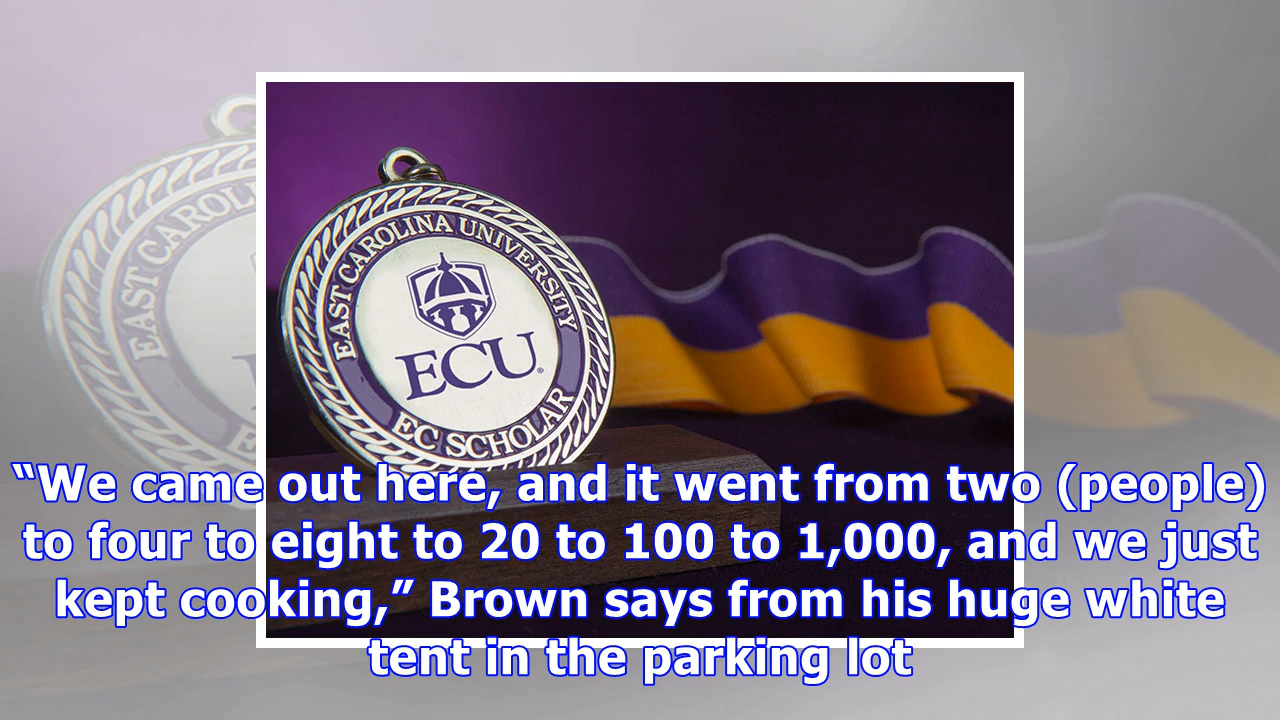 EAST CAROLINA UNIVERSITY
ECU
EC SCHOLAR
EAST CAROL
“We came out here, and it went from two (people)
to four to eight to 20 to 100 to 1,000, and we just
kept cooking,” Brown says from his huge white
tent in the parking lot